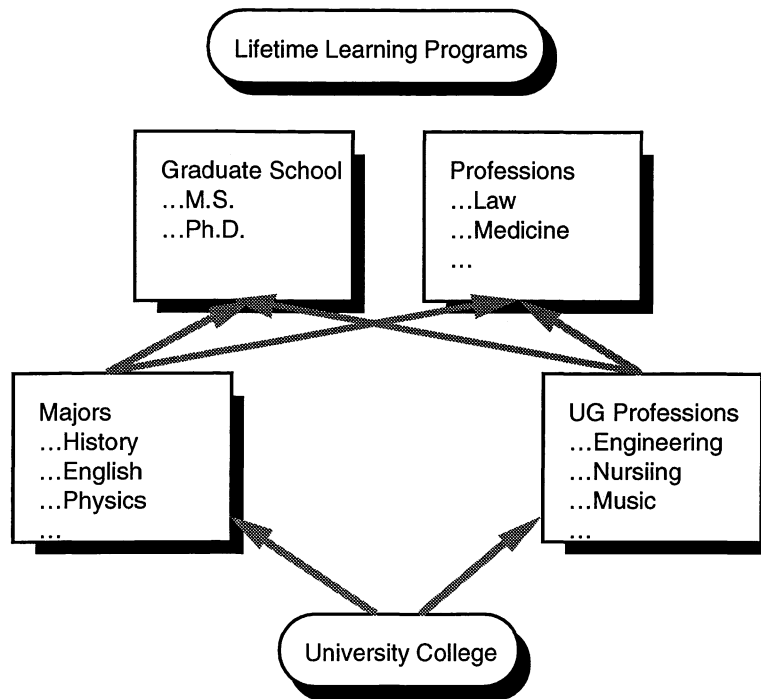 Lifetime Learning Programs
Graduate School
...M.S.
...Ph.D.
Professions
...Law
...Medicine
...
Majors
...History
...English
...Physics
...
UG Professions
...Engineering
...Nursiing
...Music
...
University College